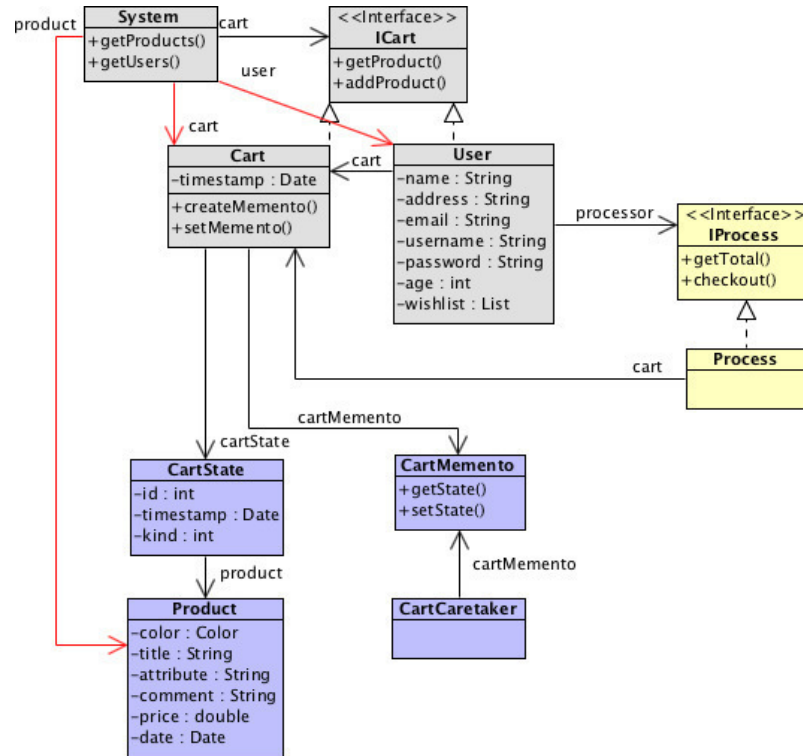 product
System
+getProducts()
+getUsers()
cart
<<Interface>>
ICart
+getProduct()
+addProduct()
user
cart
Cart
-timestamp : Date
+createMemento()
+setMemento()
cart
User
-name : String
-address : String
-email : String
-username : String
-password : String
-age : int
-wishlist : List
processor
<<Interface>>
IProcess
+getTotal()
+checkout()
Process
cart
cartMemento
cartState
CartState
-id : int
-timestamp : Date
-kind : int
CartMemento
+getState()
+setState()
product
cartMemento
Product
-color : Color
-title : String
-attribute : String
-comment : String
-price : double
-date : Date
CartCaretaker